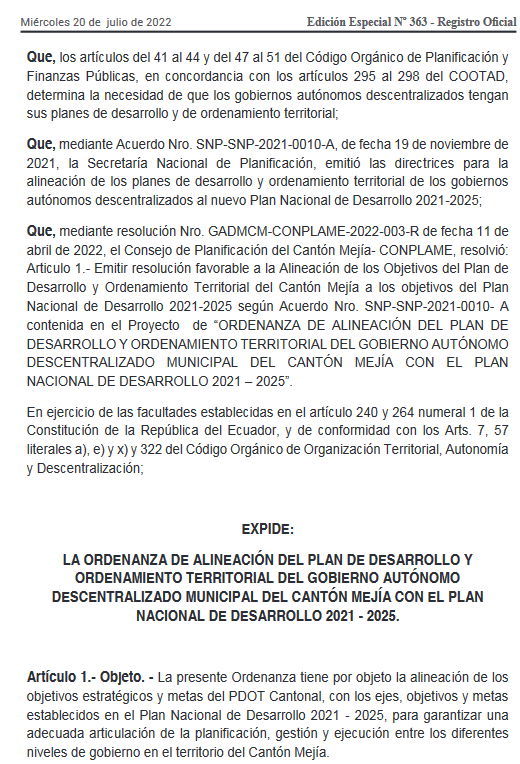 Miércoles 20 de julio de 2022 Edición Especial Nº 363 - Registro Oficial
Que, los artículos del 41 al 44 y del 47 al 51 del Código Orgánico de Planificación y
Finanzas Públicas, en concordancia con los artículos 295 al 298 del COOTAD,
determina la necesidad de que los gobiernos autónomos descentralizados tengan
sus planes de desarrollo y de ordenamiento territorial;
Que, mediante Acuerdo Nro. SNP-SNP-2021-0010-A, de fecha 19 de noviembre de
2021, la Secretaría Nacional de Planificación, emitió las directrices para la
alineación de los planes de desarrollo y ordenamiento territorial de los gobiernos
autónomos descentralizados al nuevo Plan Nacional de Desarrollo 2021-2025;
Que, mediante resolución Nro. GADMCM-CONPLAME-2022-003-R de fecha 11 de
abril de 2022, el Consejo de Planificación del Cantón Mejía- CONPLAME, resolvió:
Articulo 1.- Emitir resolución favorable a la Alineación de los Objetivos del Plan de
Desarrollo y Ordenamiento Territorial del Cantón Mejía a los objetivos del Plan
Nacional de Desarrollo 2021-2025 según Acuerdo Nro. SNP-SNP-2021-0010- A
contenida en el Proyecto de “ORDENANZA DE ALINEACIÓN DEL PLAN DE
DESARROLLO Y ORDENAMIENTO TERRITORIAL DEL GOBIERNO AUTÓNOMO
DESCENTRALIZADO MUNICIPAL DEL CANTÓN MEJÍA CON EL PLAN
NACIONAL DE DESARROLLO 2021 – 2025”.
En ejercicio de las facultades establecidas en el artículo 240 y 264 numeral 1 de la
Constitución de la República del Ecuador, y de conformidad con los Arts. 7, 57
literales a), e) y x) y 322 del Código Orgánico de Organización Territorial, Autonomía
y Descentralización;
EXPIDE:
LA ORDENANZA DE ALINEACIÓN DEL PLAN DE DESARROLLO Y
ORDENAMIENTO TERRITORIAL DEL GOBIERNO AUTÓNOMO
DESCENTRALIZADO MUNICIPAL DEL CANTÓN MEJÍA CON EL PLAN
NACIONAL DE DESARROLLO 2021 - 2025.
Artículo 1.- Objeto. - La presente Ordenanza tiene por objeto la alineación de los
objetivos estratégicos y metas del PDOT Cantonal, con los ejes, objetivos y metas
establecidos en el Plan Nacional de Desarrollo 2021 - 2025, para garantizar una
adecuada articulación de la planificación, gestión y ejecución entre los diferentes
niveles de gobierno en el territorio del Cantón Mejía.